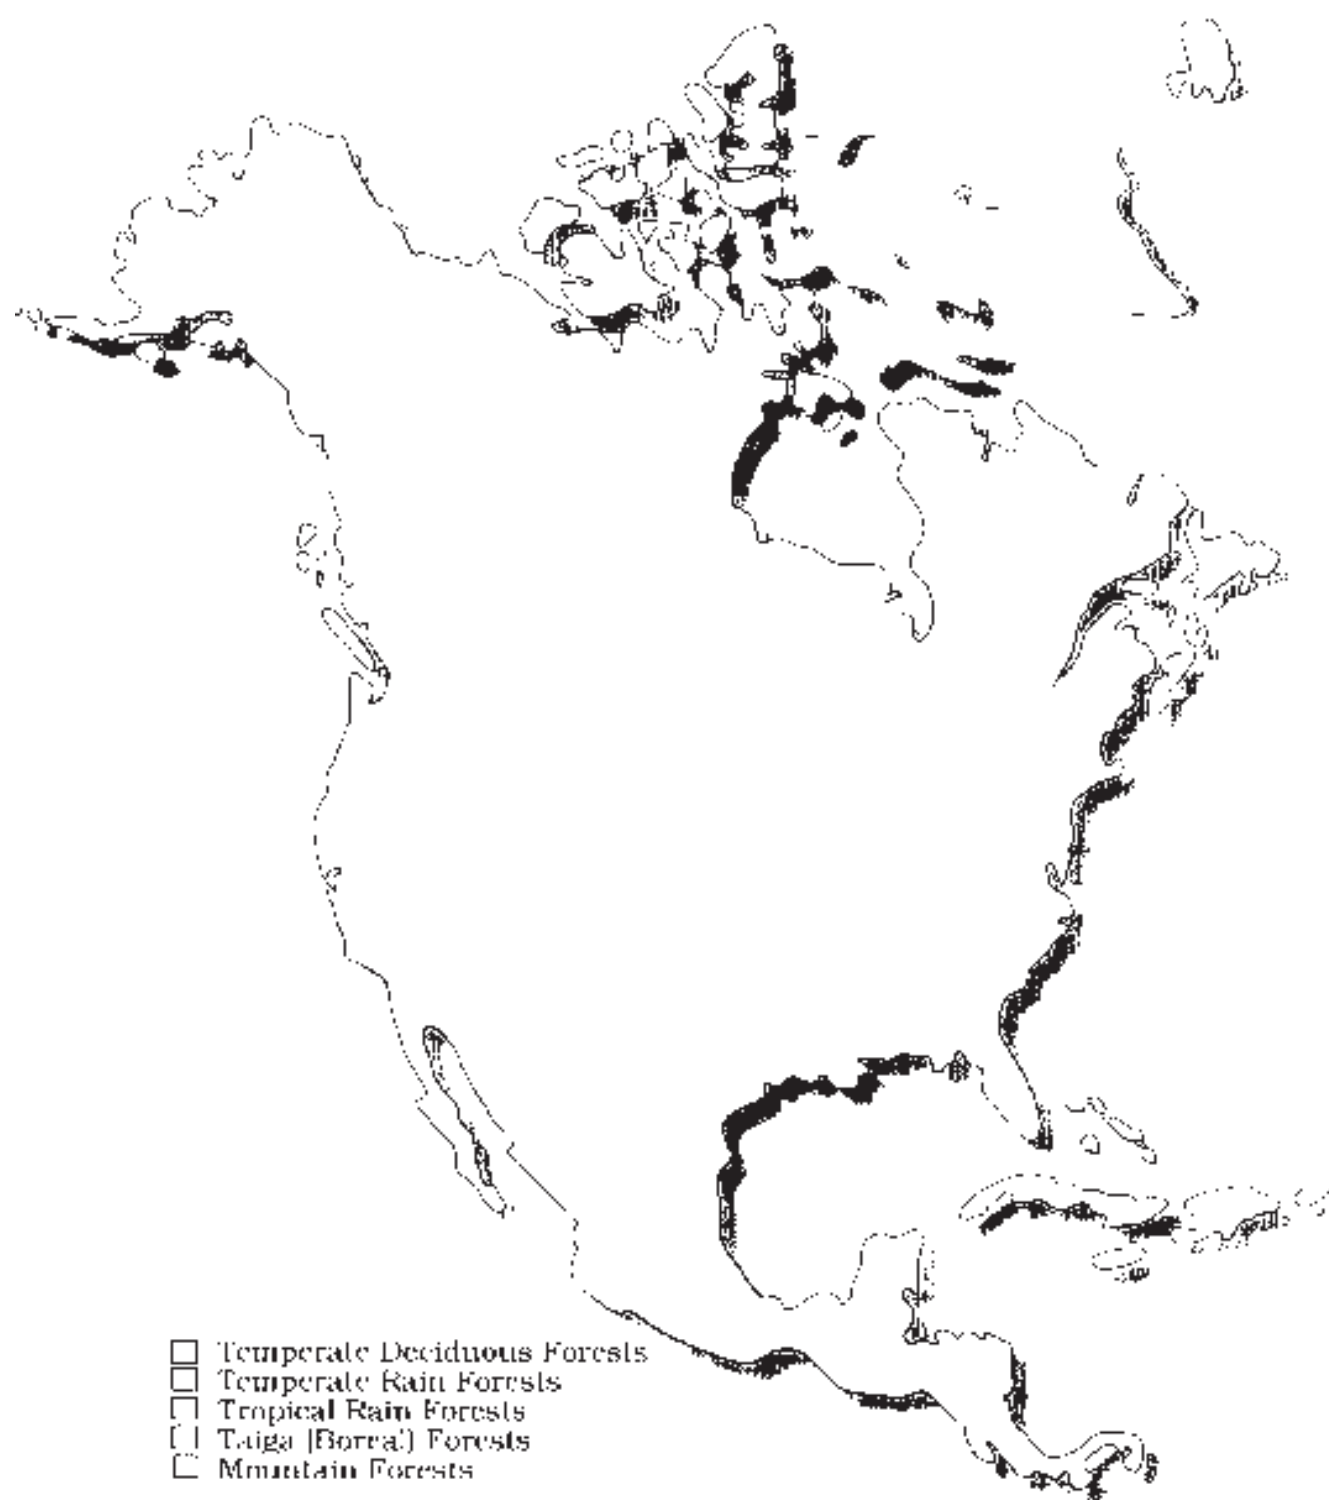 Temperate Deciduous Forests
Temperate Rain Forests
Tropical Rain Forests
Taiga (Boreal) Forests
Mountain Forests